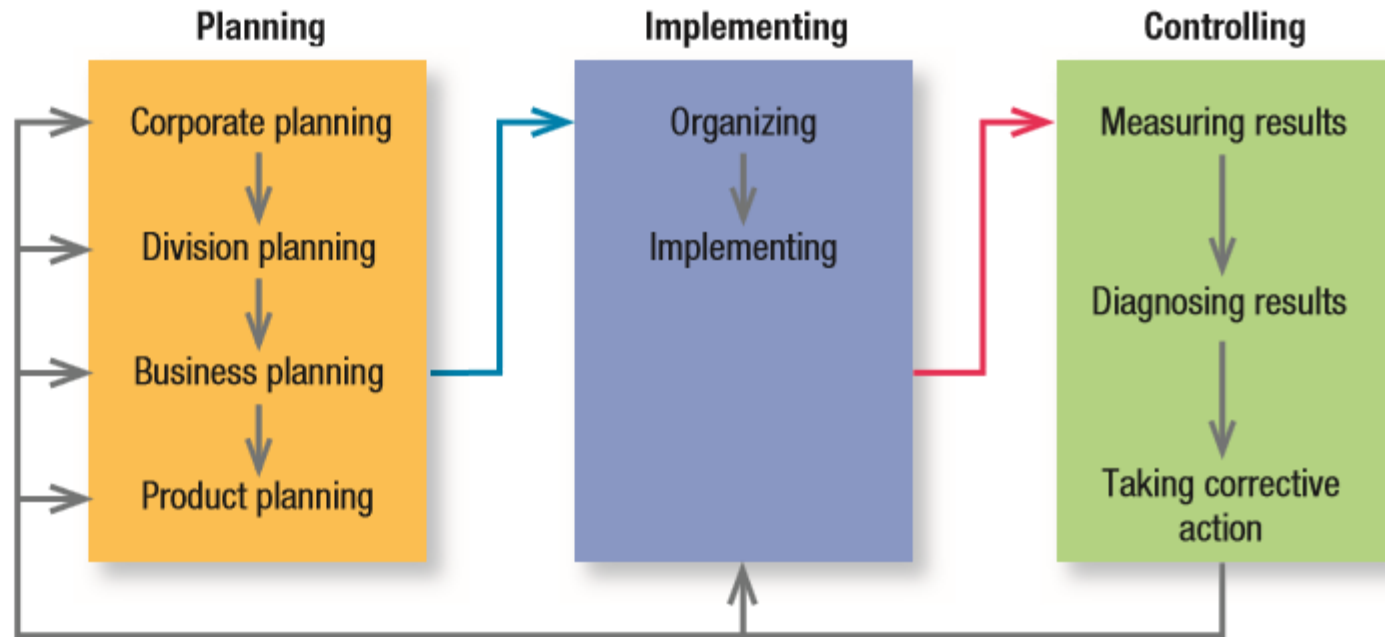 Planning
Implementing
Controlling
Corporate planning
Division planning
Business planning
Product planning
Organizing
Implementing
Measuring results
Diagnosing results
Taking corrective
action